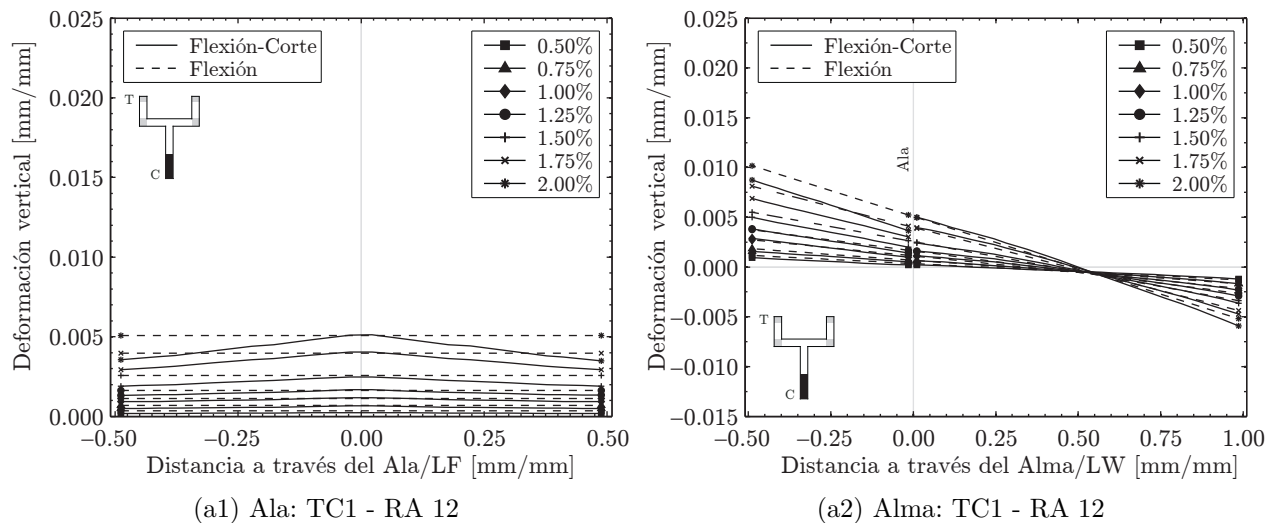 0.025
0.020
0.015
0.010
0.005
0.000
Deformación vertical [mm/mm]
Flexión-Corte
Flexión
0.50%
0.75%
1.00%
1.25%
1.50%
1.75%
2.00%
T
C
−0.50
−0.25
0.00
0.25
0.50
Distancia a través del Ala/LF [mm/mm]
(a1) Ala: TC1 - RA 12
0.025
0.020
0.015
0.010
0.005
0.000
−0.005
−0.010
−0.015
Deformación vertical [mm/mm]
Flexión-Corte
Flexión
0.50%
0.75%
1.00%
1.25%
1.50%
1.75%
2.00%
Ala
T
C
−0.50
−0.25
0.00
0.25
0.50
0.75
1.00
Distancia a través del Alma/LW [mm/mm]
(a2) Alma: TC1 - RA 12